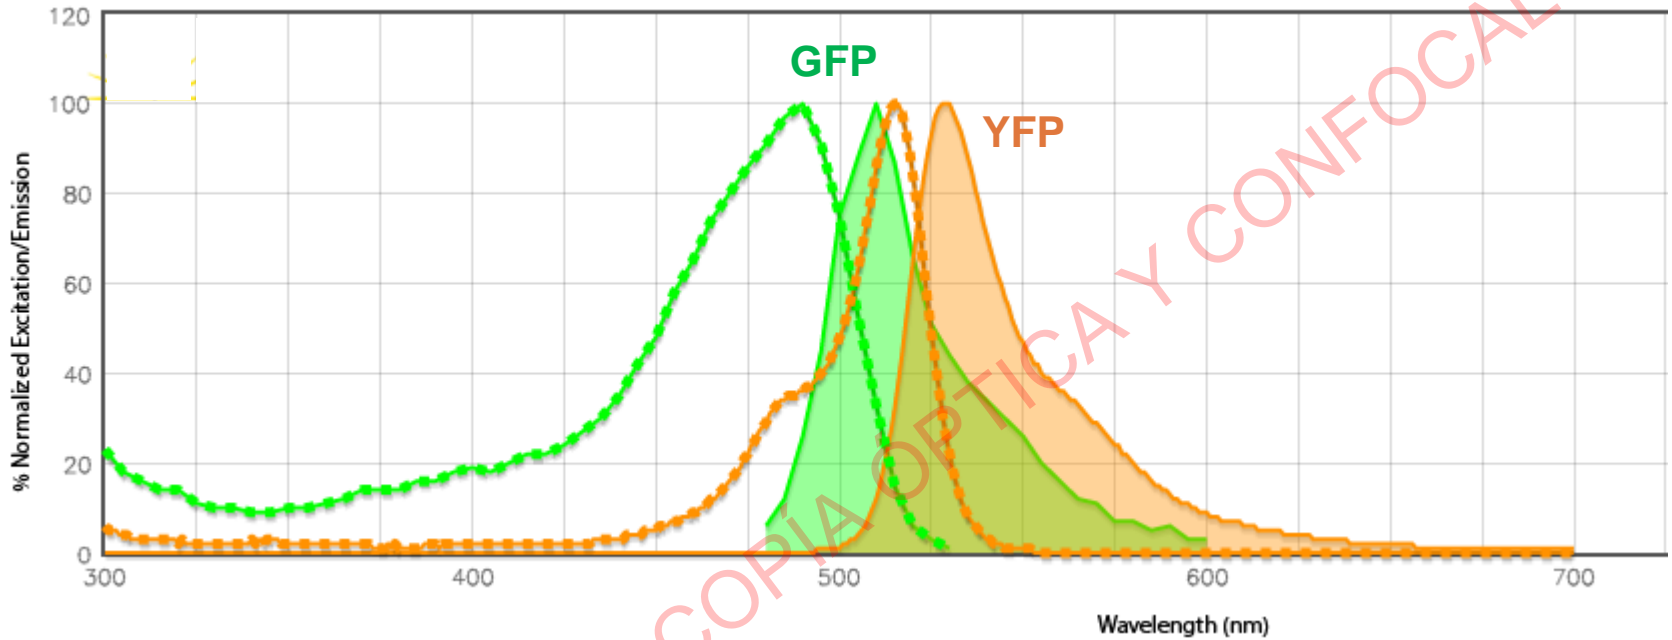 120
100
80
60
40
20
0
% Normalized Excitation/Emission
GFP
YFP
300 400 500 600 700
Wavelength (nm)
COPÍA ÓPTICA Y CONFOCAL